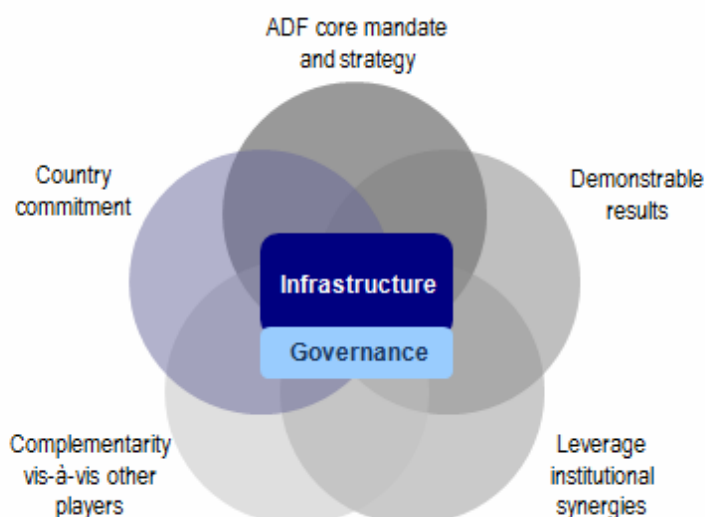 ADF core mandate
and strategy
Country
commitment
Demonstrable
results
Infrastructure
Governance
Complementarity
vis-à-vis other
players
Leverage
institutional
synergies